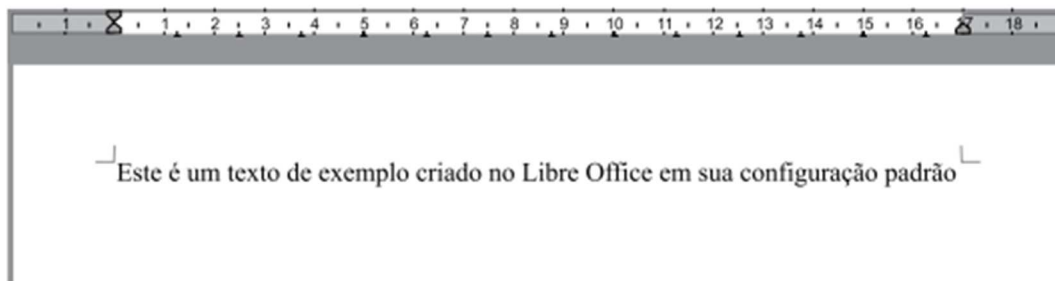 1 1 2 3 4 5 6 7 8 9 10 11 12 13 14 15 16 17 18
Este é um texto de exemplo criado no Libre Office em sua configuração padrão